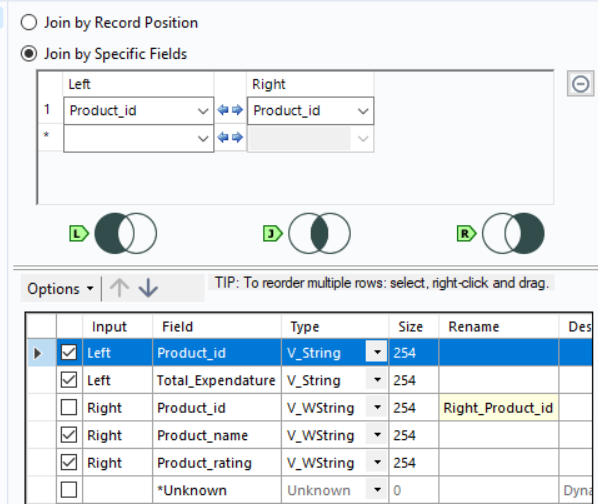 Join by Record Position
Join by Specific Fields
Left Right
1 Product_id Product_id
*
L J R
Options TIP: To reorder multiple rows: select, right-click and drag.
Input Field Type Size Rename Des
Left Product_id V_String 254
Left Total_Expendature V_String 254
Right Product_id V_WString 254 Right_Product_id
Right Product_name V_WString 254
Right Product_rating V_WString 254
*Unknown Unknown 0 Dyna